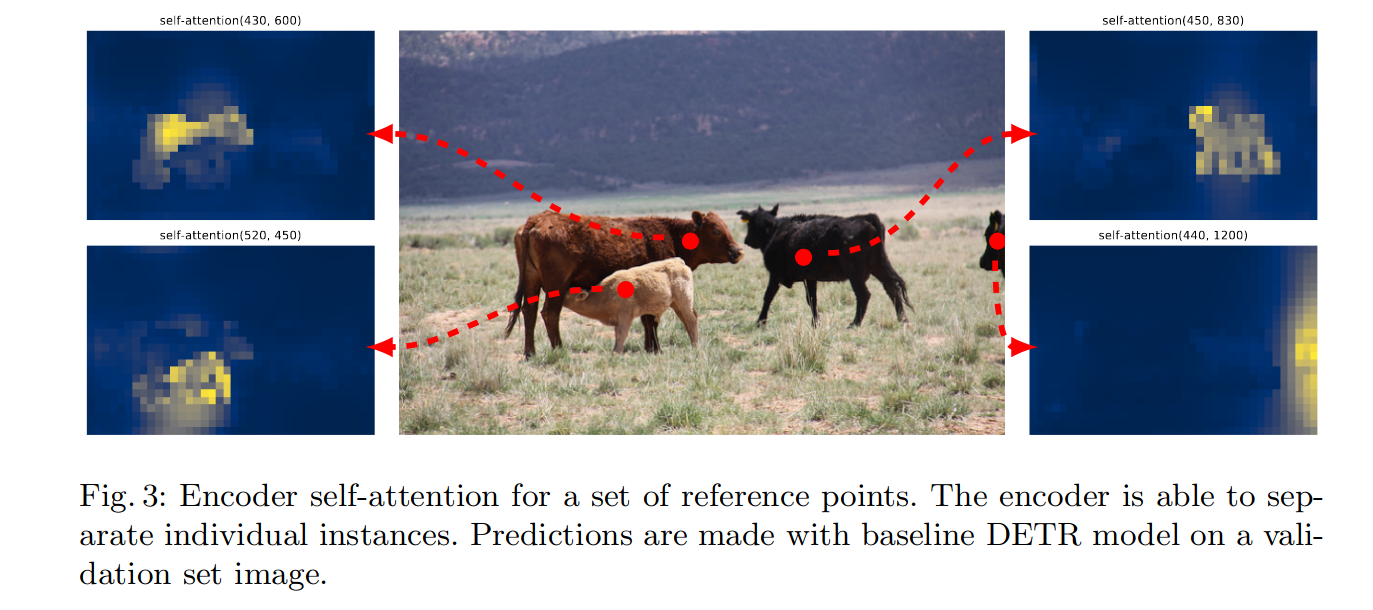 self-attention(430, 600)
self-attention(450, 830)
self-attention(520, 450)
self-attention(440, 1200)
Fig. 3: Encoder self-attention for a set of reference points. The encoder is able to sep-
arate individual instances. Predictions are made with baseline DETR model on a vali-
dation set image.